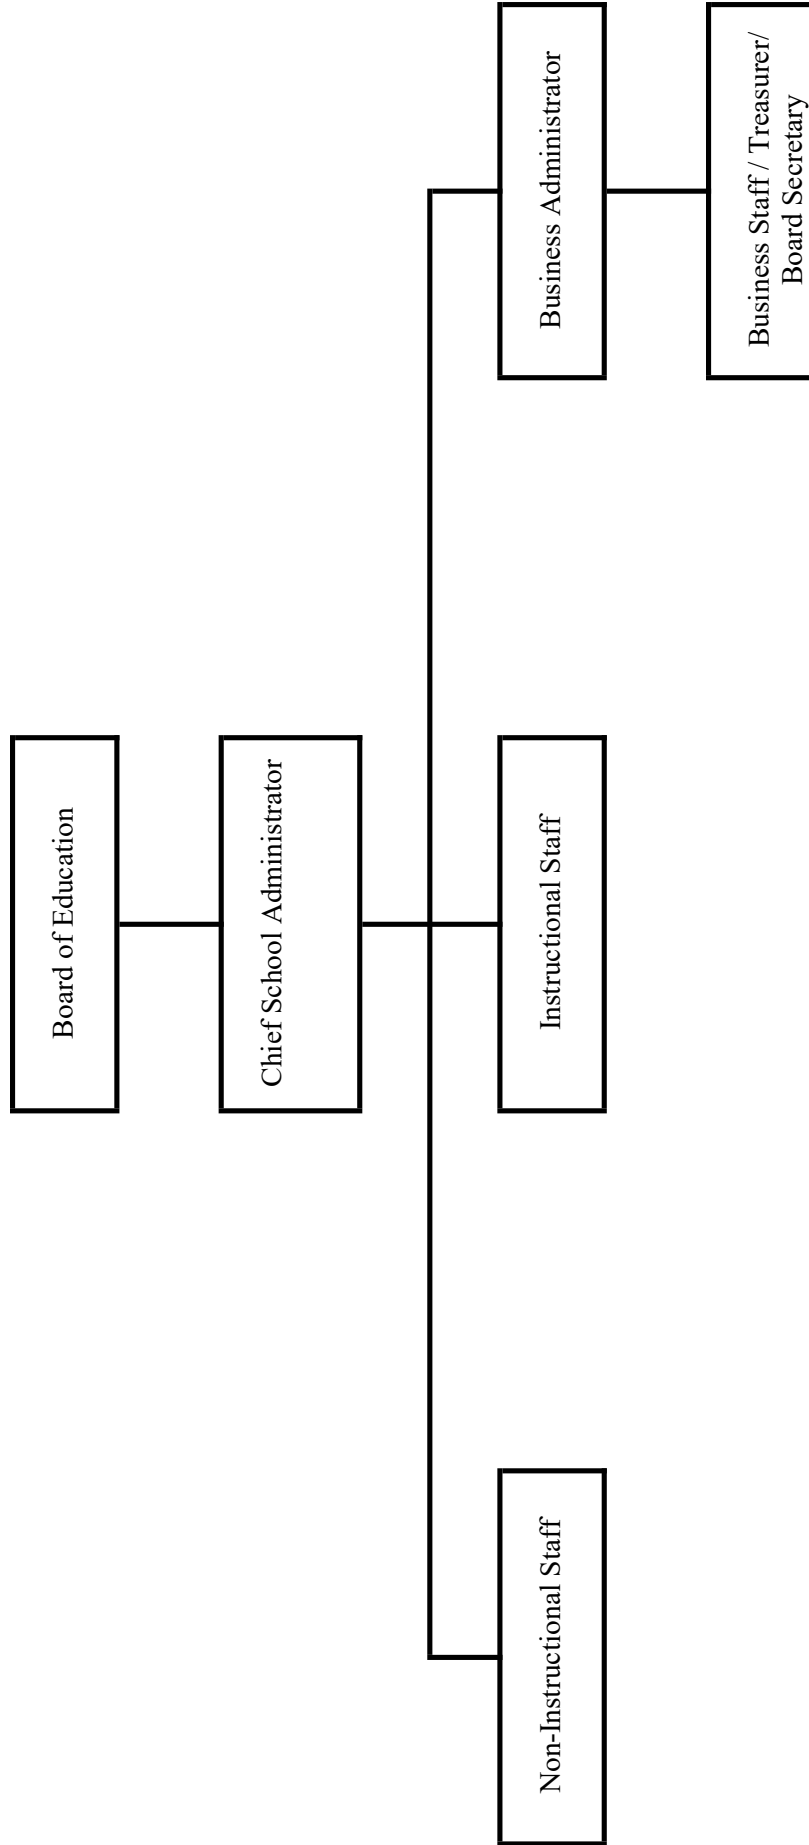 Board of Education
Chief School Administrator
Non-Instructional Staff
Instructional Staff
Business Administrator
Business Staff / Treasurer/
Board Secretary